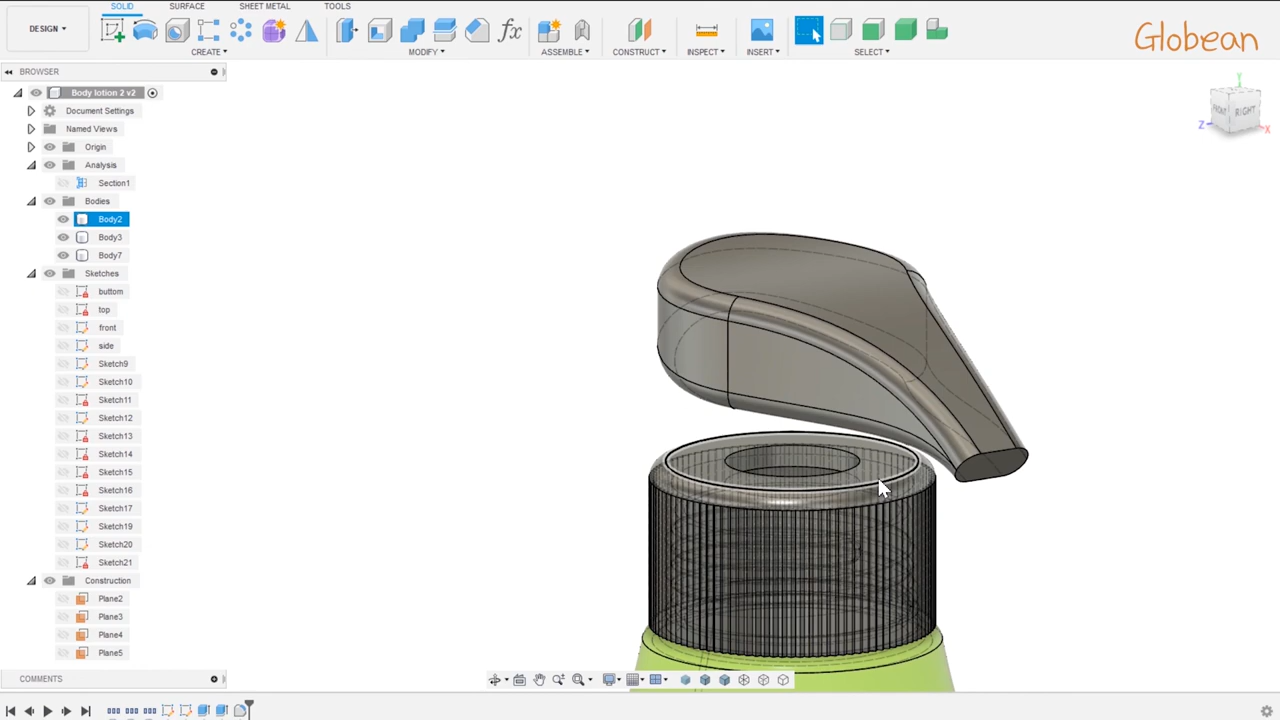 SOLID SURFACE SHEET METAL TOOLS
DESIGN
CREATE MODIFY ASSEMBLE CONSTRUCT INSPECT INSERT SELECT
Globean
BROWSER
Body lotion 2 v2
Document Settings
Named Views
Origin
Analysis
Section1
Bodies
Body2
Body3
Body7
Sketches
buttom
top
front
side
Sketch9
Sketch10
Sketch11
Sketch12
Sketch13
Sketch14
Sketch15
Sketch16
Sketch17
Sketch19
Sketch20
Sketch21
Construction
Plane2
Plane3
Plane4
Plane5
COMMENTS
Y
FRONT RIGHT
Z X